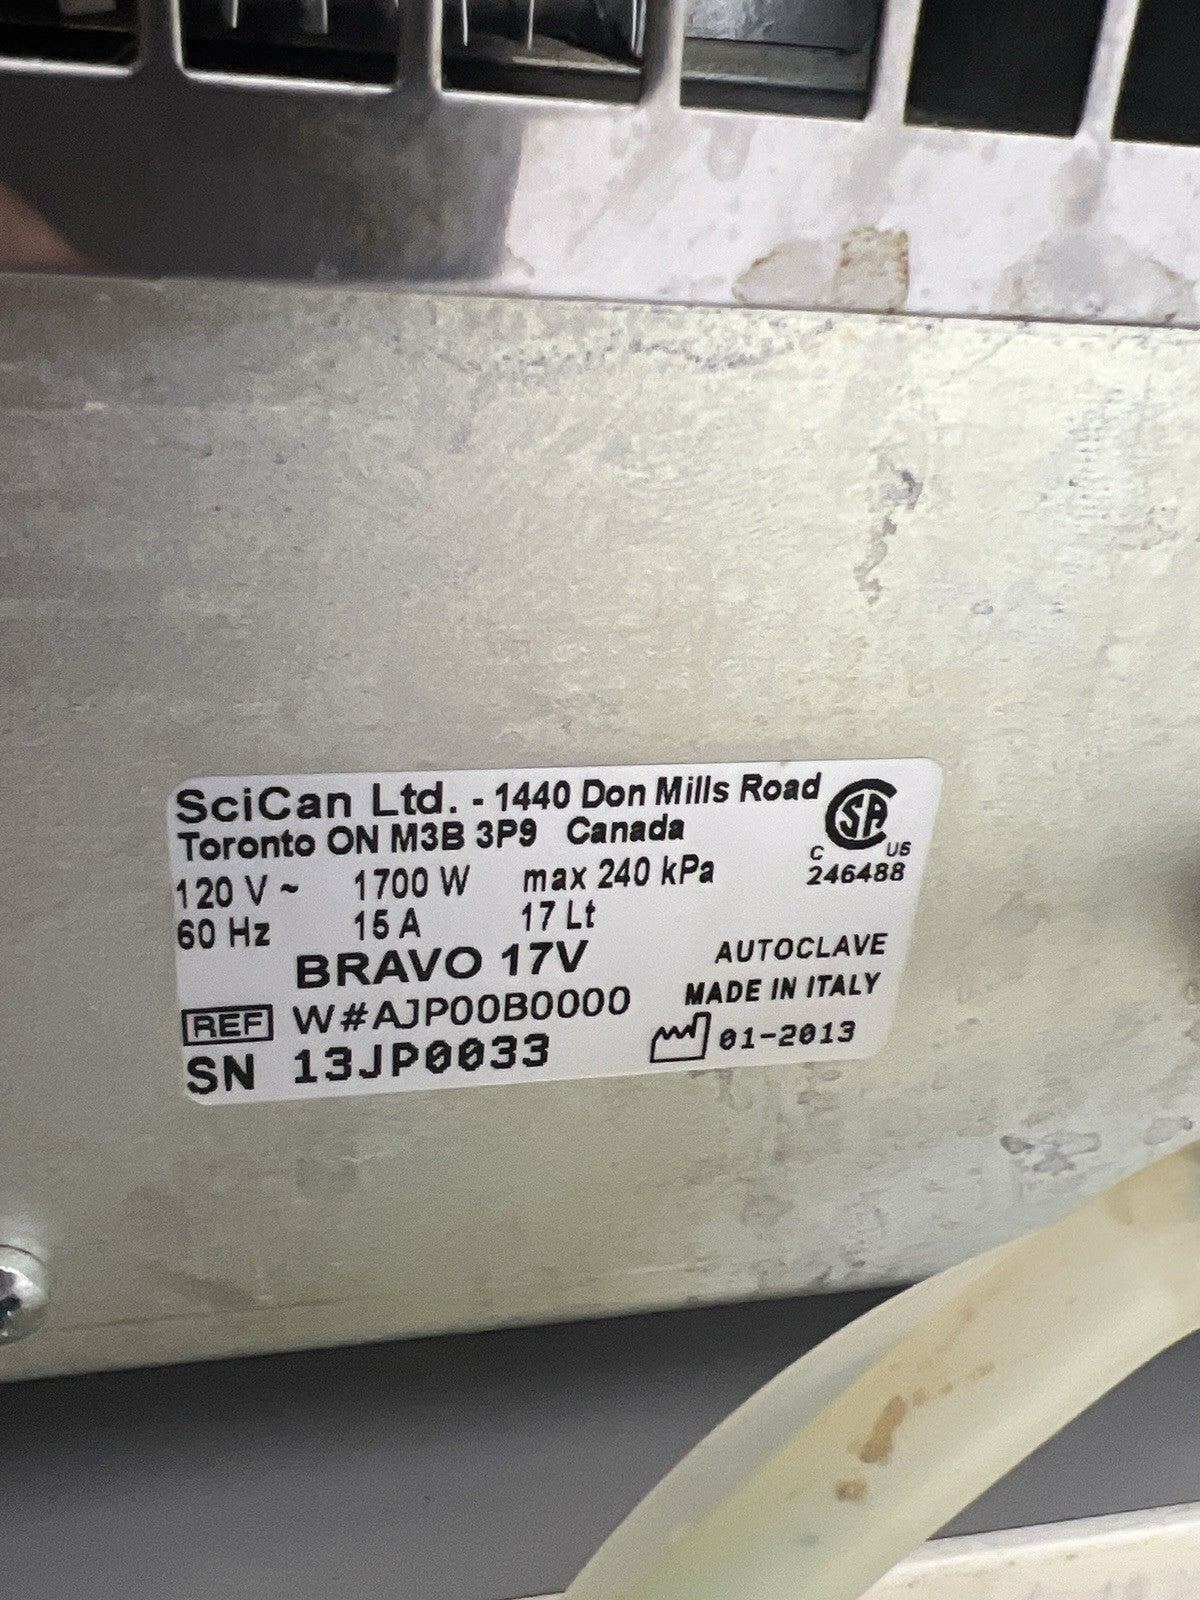 SciCan Ltd. - 1440 Don Mills Road
Toronto ON M3B 3P9 Canada
SA
C US
246488
120 V ~ 1700 W max 240 kPa
60 Hz 15 A 17 Lt
BRAVO 17V AUTOCLAVE
REF W#AJP00B0000 MADE IN ITALY
SN 13JP0033 01-2013